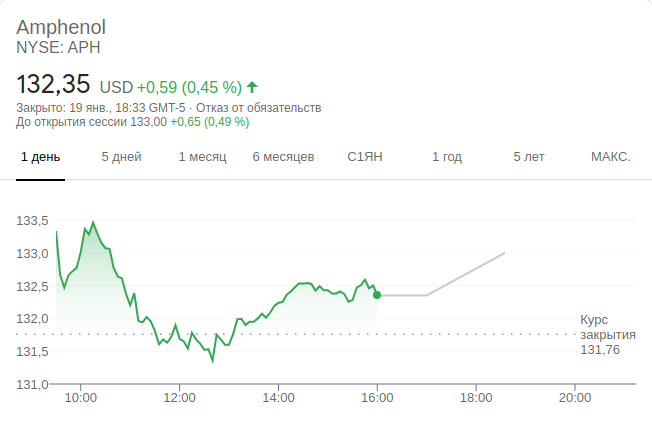 Amphenol
NYSE: APH
132,35 USD +0,59 (0,45 %)
Закрыто: 19 янв., 18:33 GMT-5 · Отказ от обязательств
До открытия сессии 133,00 +0,65 (0,49 %)
1 день 5 дней 1 месяц 6 месяцев С1ЯН 1 год 5 лет МАКС.
133,5
133,0
132,5
132,0
131,5
131,0
Курс
закрытия
131,76
10:00 12:00 14:00 16:00 18:00 20:00